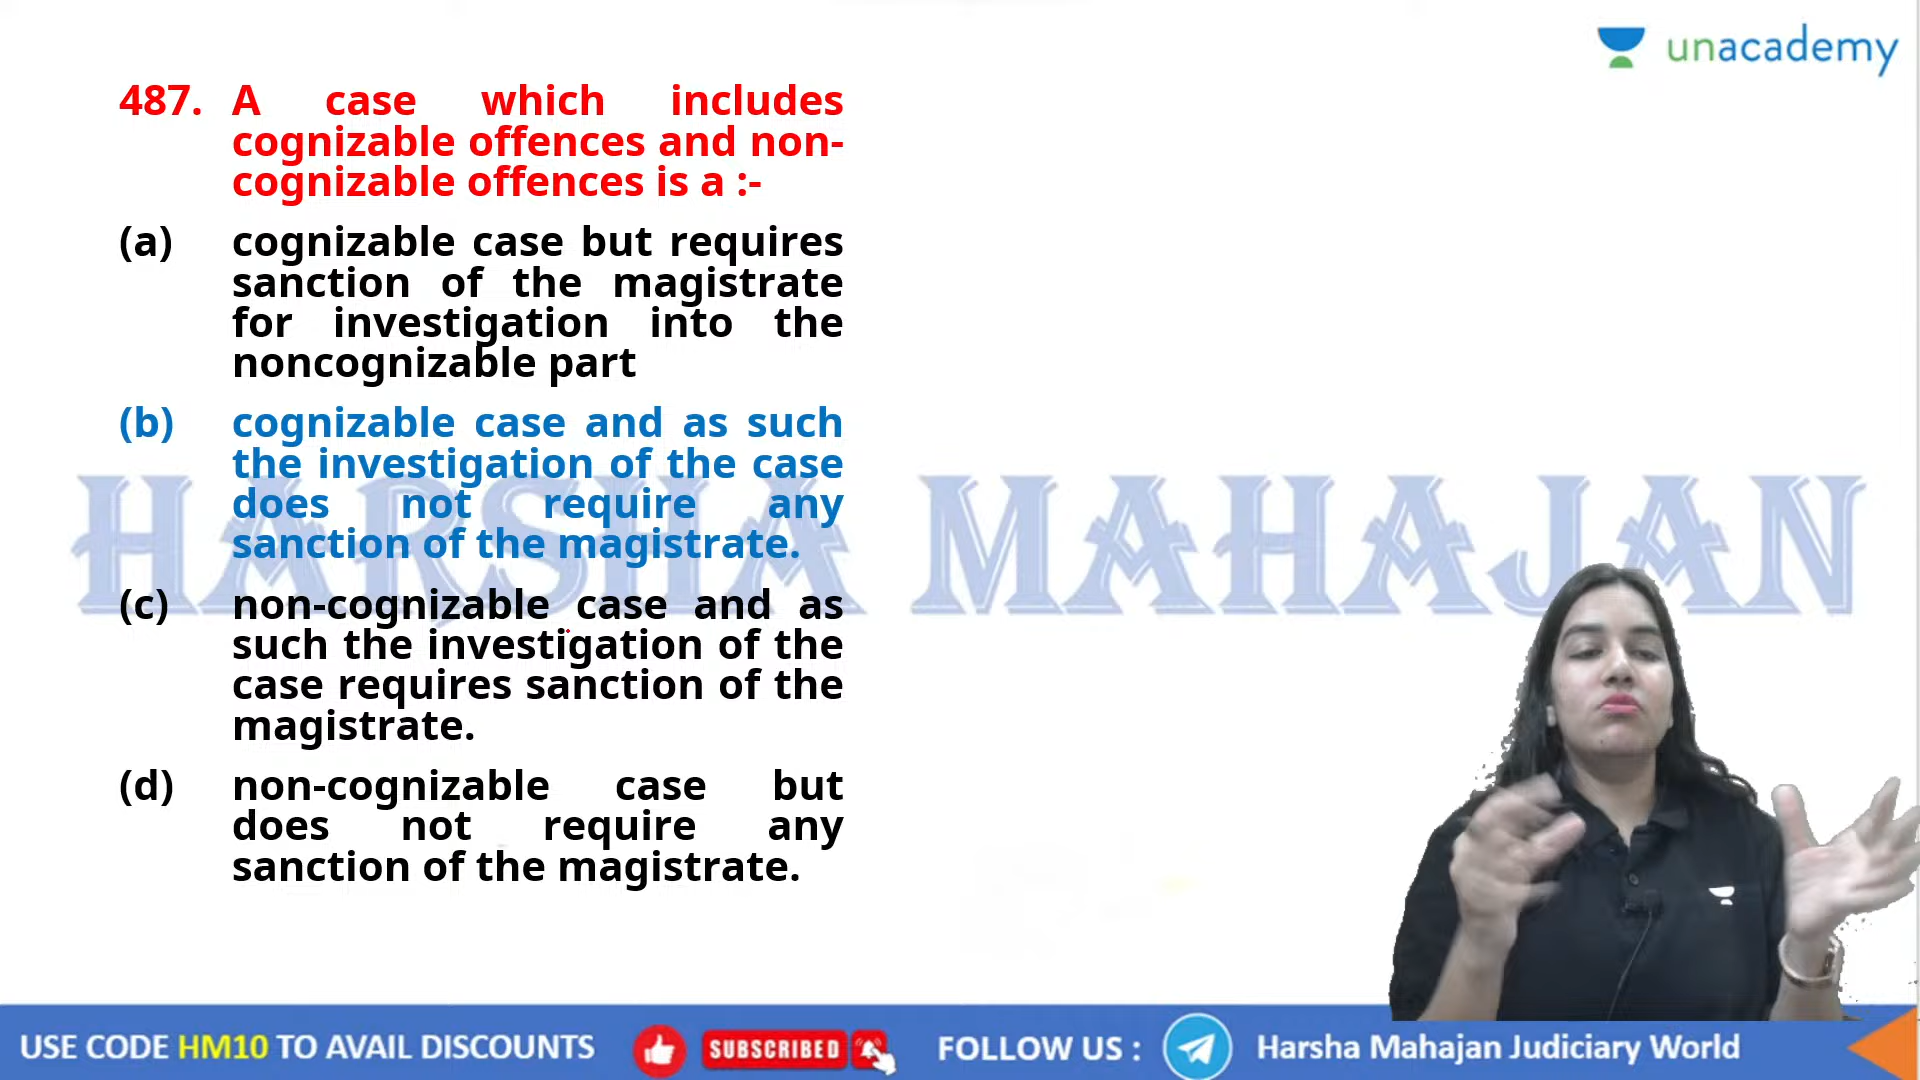 unacademy
487. A case which includes
cognizable offences and non-
cognizable offences is a :-
(a) cognizable case but requires
sanction of the magistrate
for investigation into the
noncognizable part
(b) cognizable case and as such
the investigation of the case
does not require any
sanction of the magistrate.
(c) non-cognizable case and as
such the investigation of the
case requires sanction of the
magistrate.
(d) non-cognizable case but
does not require any
sanction of the magistrate.
HARSHA MAHAJAN
USE CODE HM10 TO AVAIL DISCOUNTS
SUBSCRIBED
FOLLOW US :
Harsha Mahajan Judiciary World